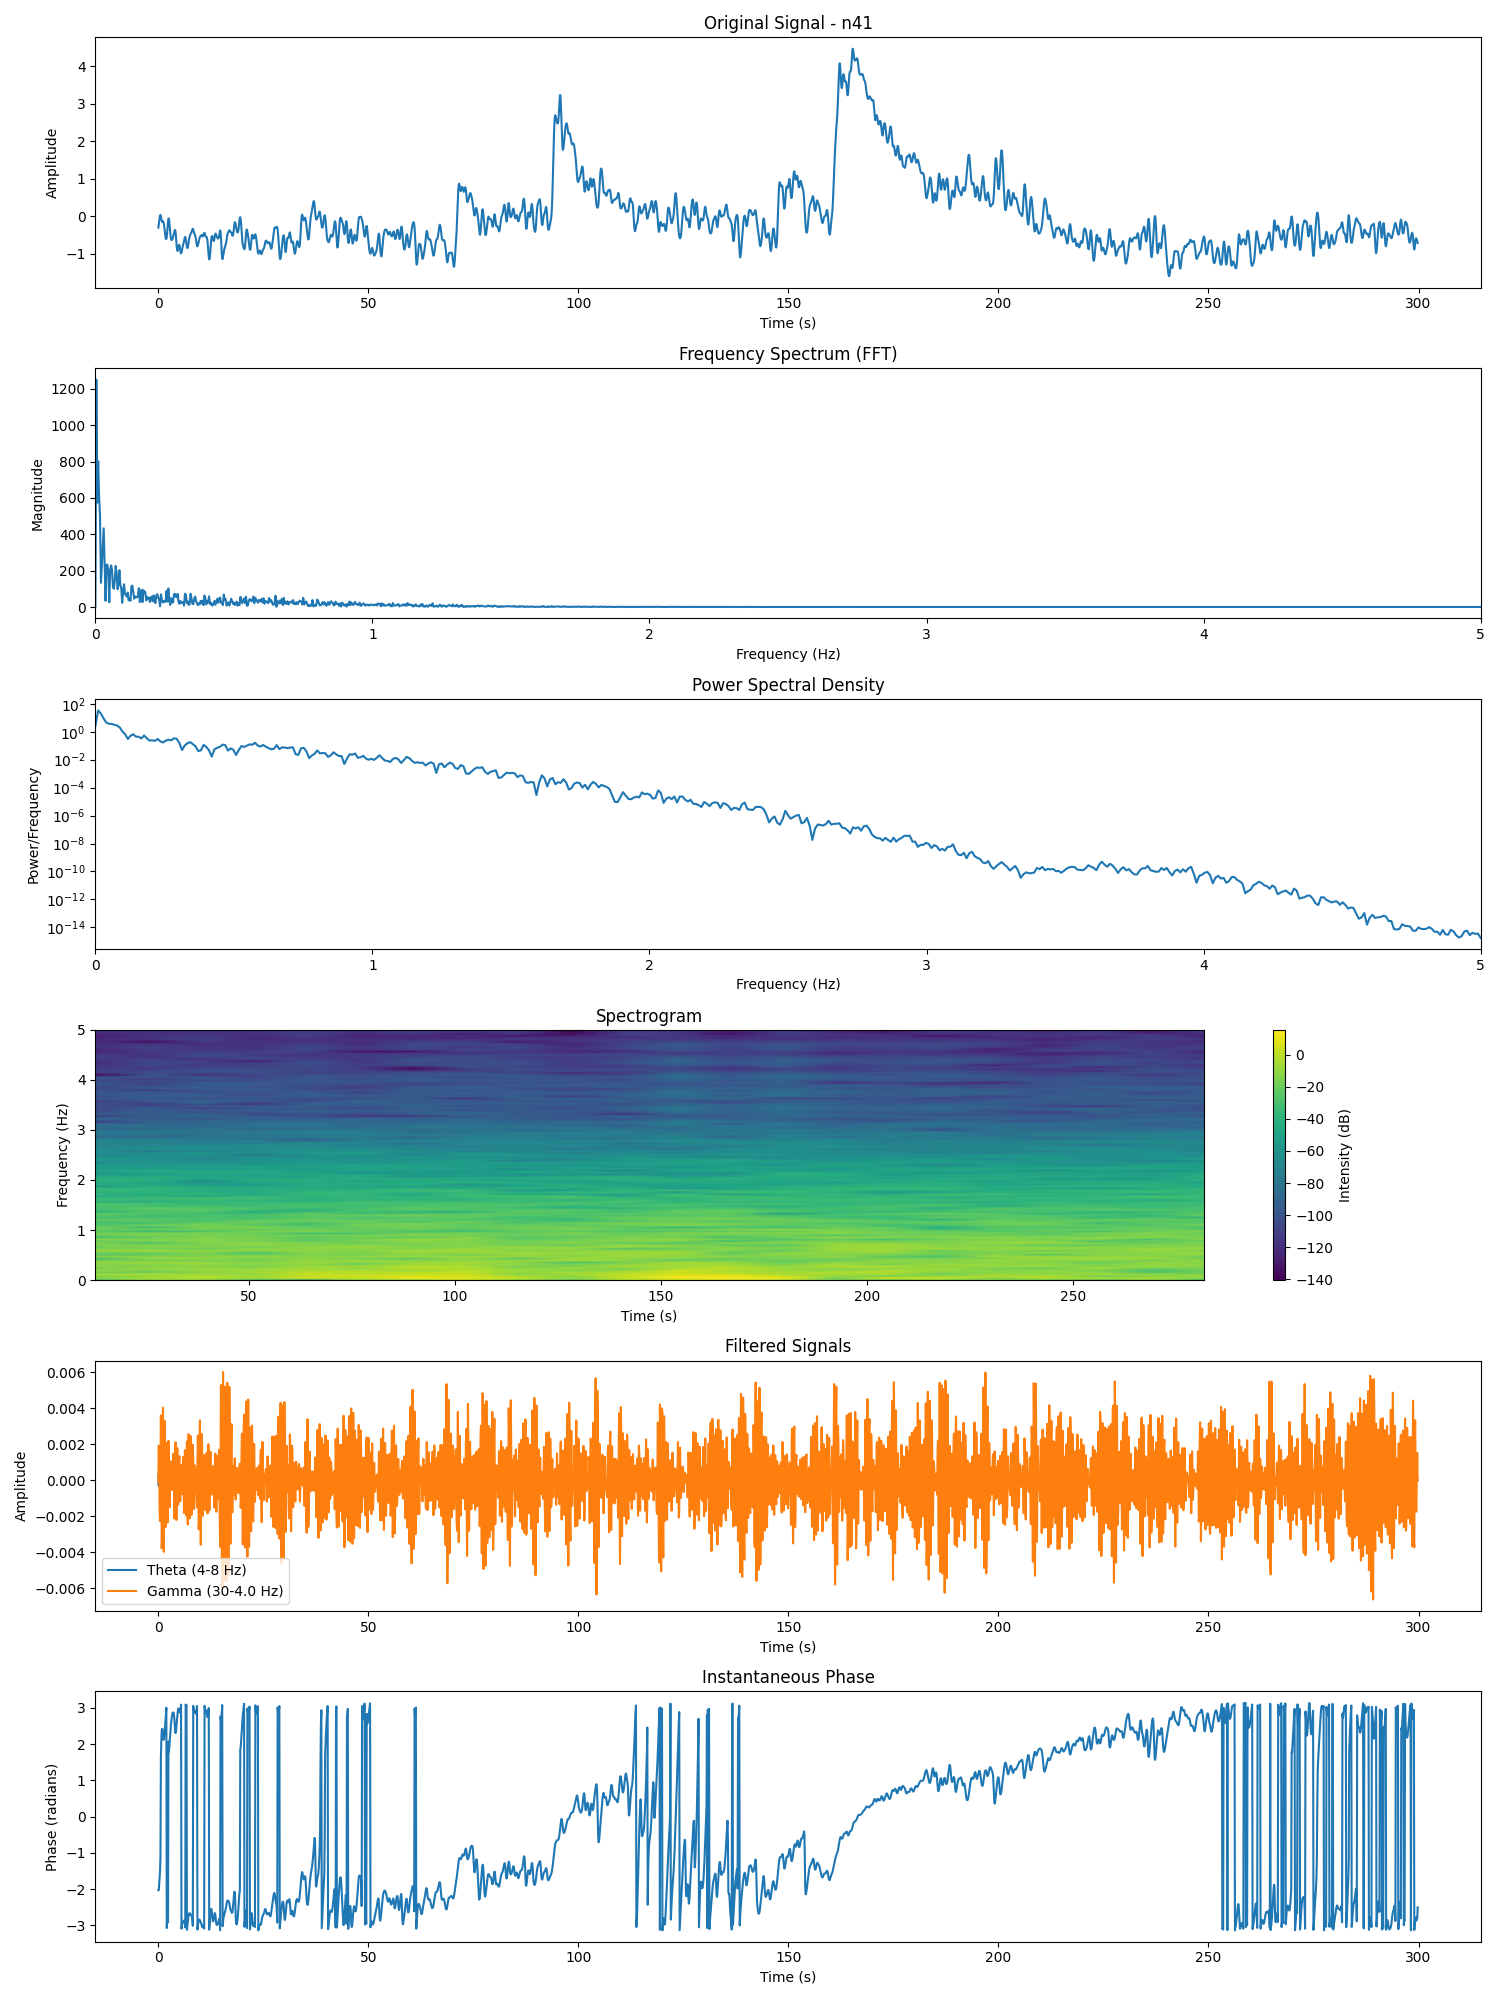 Original Signal - n41
Amplitude
4
3
2
1
0
−1
0 50 100 150 200 250 300
Time (s)
Frequency Spectrum (FFT)
Magnitude
1200
1000
800
600
400
200
0
0 1 2 3 4 5
Frequency (Hz)
Power Spectral Density
Power/Frequency
10²
10⁰
10⁻²
10⁻⁴
10⁻⁶
10⁻⁸
10⁻¹⁰
10⁻¹²
10⁻¹⁴
0 1 2 3 4 5
Frequency (Hz)
Spectrogram
Frequency (Hz)
5
4
3
2
1
0
50 100 150 200 250
Time (s)
0
−20
−40
−60
−80
−100
−120
−140
Intensity (dB)
Filtered Signals
Amplitude
0.006
0.004
0.002
0.000
−0.002
−0.004
−0.006
Theta (4-8 Hz)
Gamma (30-4.0 Hz)
0 50 100 150 200 250 300
Time (s)
Instantaneous Phase
Phase (radians)
3
2
1
0
−1
−2
−3
0 50 100 150 200 250 300
Time (s)